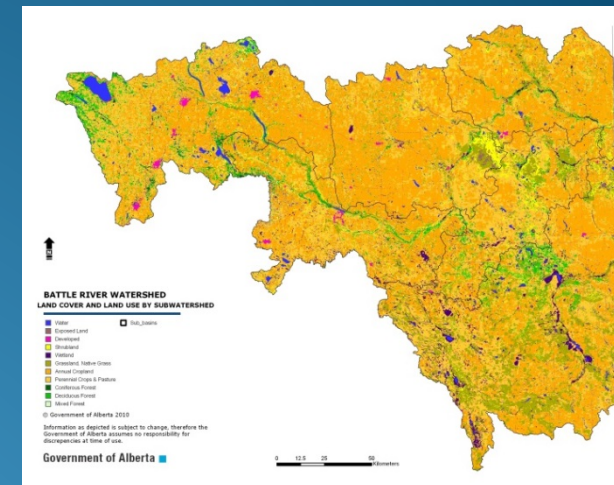 N
BATTLE RIVER WATERSHED
LAND COVER AND LAND USE BY SUBWATERSHED
Water
Exposed Land
Developed
Shrubland
Wetland
Grassland, Native Grass
Annual Cropland
Perennial Crops & Pasture
Coniferous Forest
Deciduous Forest
Mixed Forest
Sub_basins
© Government of Alberta 2010
Information as depicted is subject to change, therefore the
Government of Alberta assumes no responsibility for
discrepancies at time of use.
Government of Alberta
0 12.5 25 50
Kilometers